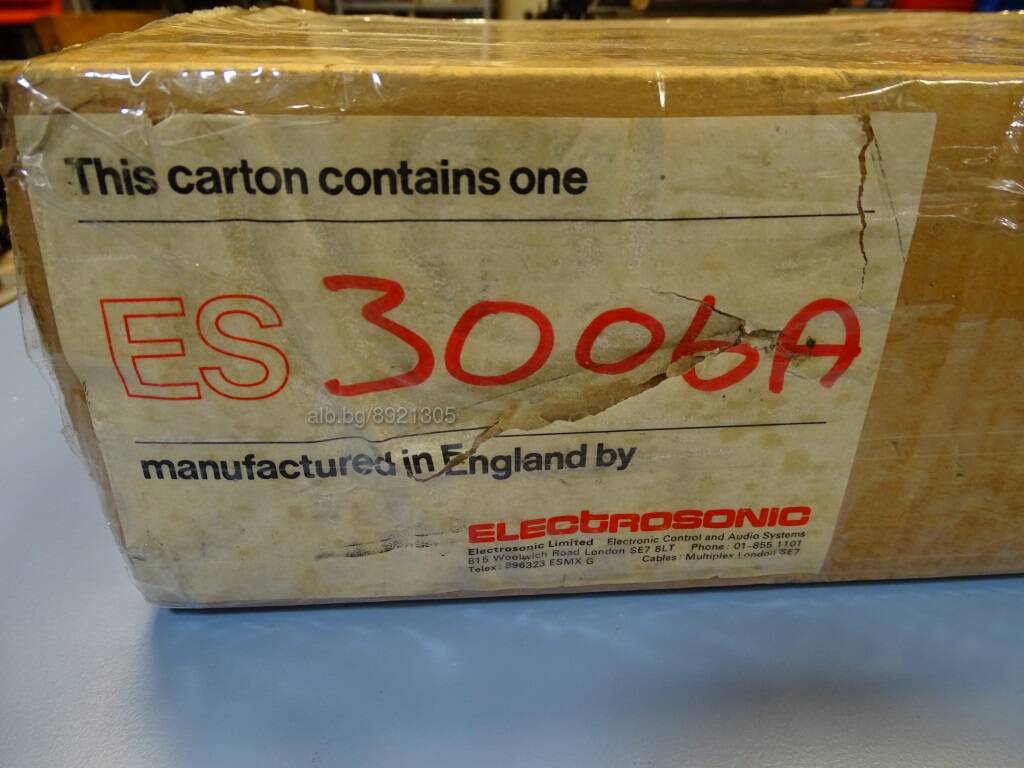 This carton contains one
ES 3006A
alo.bg/8921305
manufactured in England by
ELECTROSONIC
Electrosonic Limited Electronic Control and Audio Systems
815 Woolwich Road London SE7 8LT Phone: 01-855 1101
Telex: 896323 ESMX G Cables: Multiplex London SE7